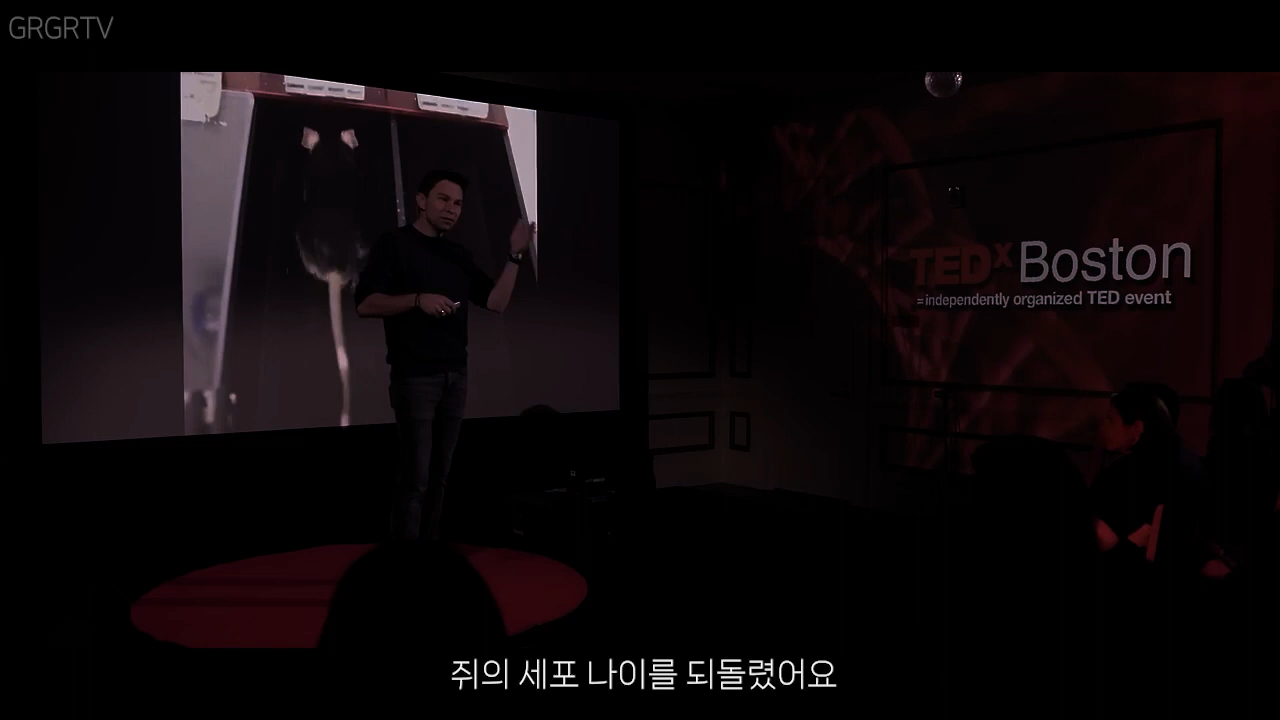 GRGRTV
TEDx Boston
=independently organized TED event
쥐의 세포 나이를 되돌렸어요